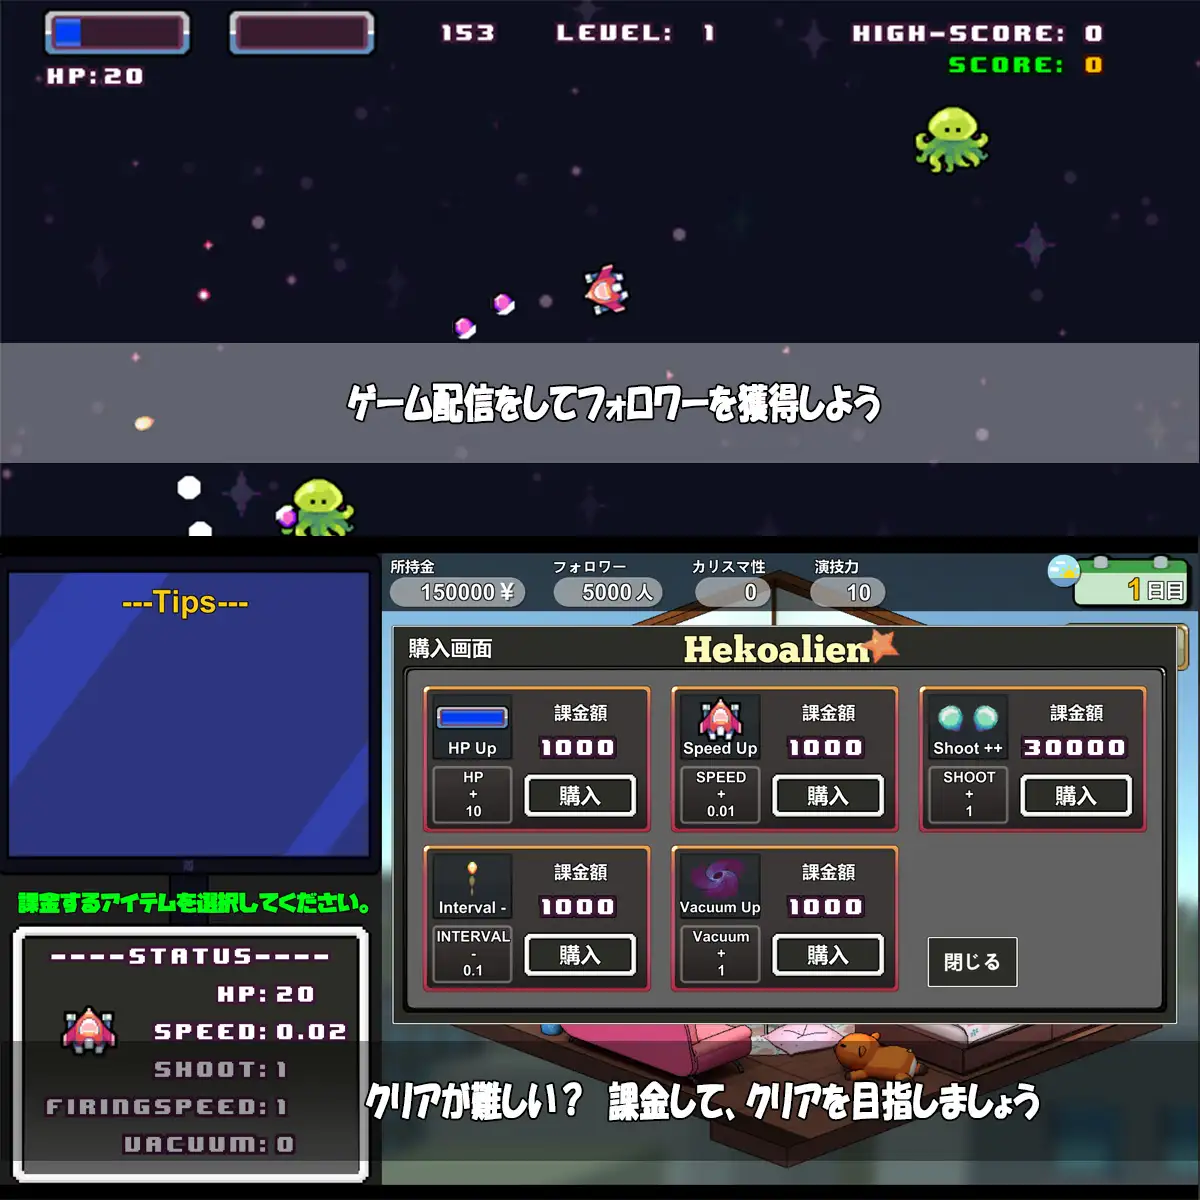 153 LEVEL: 1 HIGH-SCORE: 0
HP:20
SCORE: 0
ゲーム配信をしてフォロワーを獲得しよう
---Tips---
所持金 フォロワー カリスマ性 演技力
150000 ¥ 5000 人 0 10
1日目
購入画面
Hekoalien
HP Up
課金額
1000
HP
+
10
購入
Speed Up
課金額
1000
SPEED
+
0.01
購入
Shoot ++
課金額
30000
SHOOT
+
1
購入
Interval -
課金額
1000
INTERVAL
-
0.1
購入
Vacuum Up
課金額
1000
Vacuum
+
1
購入
閉じる
課金するアイテムを選択してください。
----STATUS----
HP: 20
SPEED: 0.02
SHOOT: 1
FIRINGSPEED: 1
VACUUM: 0
クリアが難しい？ 課金して、クリアを目指しましょう